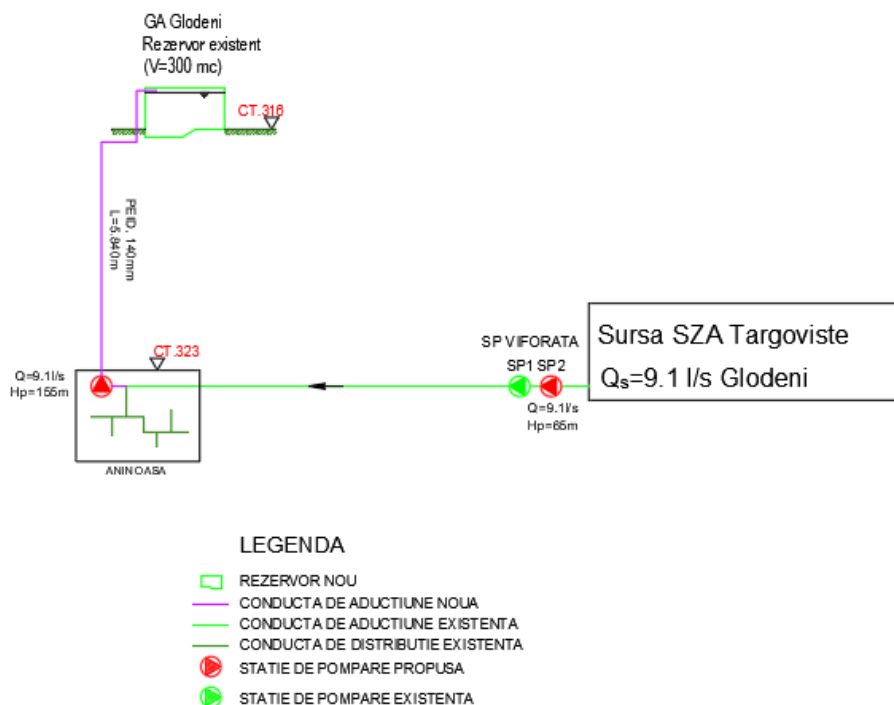 GA Glodeni
Rezervor existent
(V=300 mc)
CT.316
PEID, 140mm
L=5.840m
CT.323
Q=9.1l/s
Hp=155m
ANINOASA
SP VIFORATA
SP1 SP2
Q=9.1l/s
Hp=65m
Sursa SZA Targoviste
Qs=9.1 l/s Glodeni
LEGENDA
REZERVOR NOU
CONDUCTA DE ADUCTIUNE NOUA
CONDUCTA DE ADUCTIUNE EXISTENTA
CONDUCTA DE DISTRIBUTIE EXISTENTA
STATIE DE POMPARE PROPUSA
STATIE DE POMPARE EXISTENTA